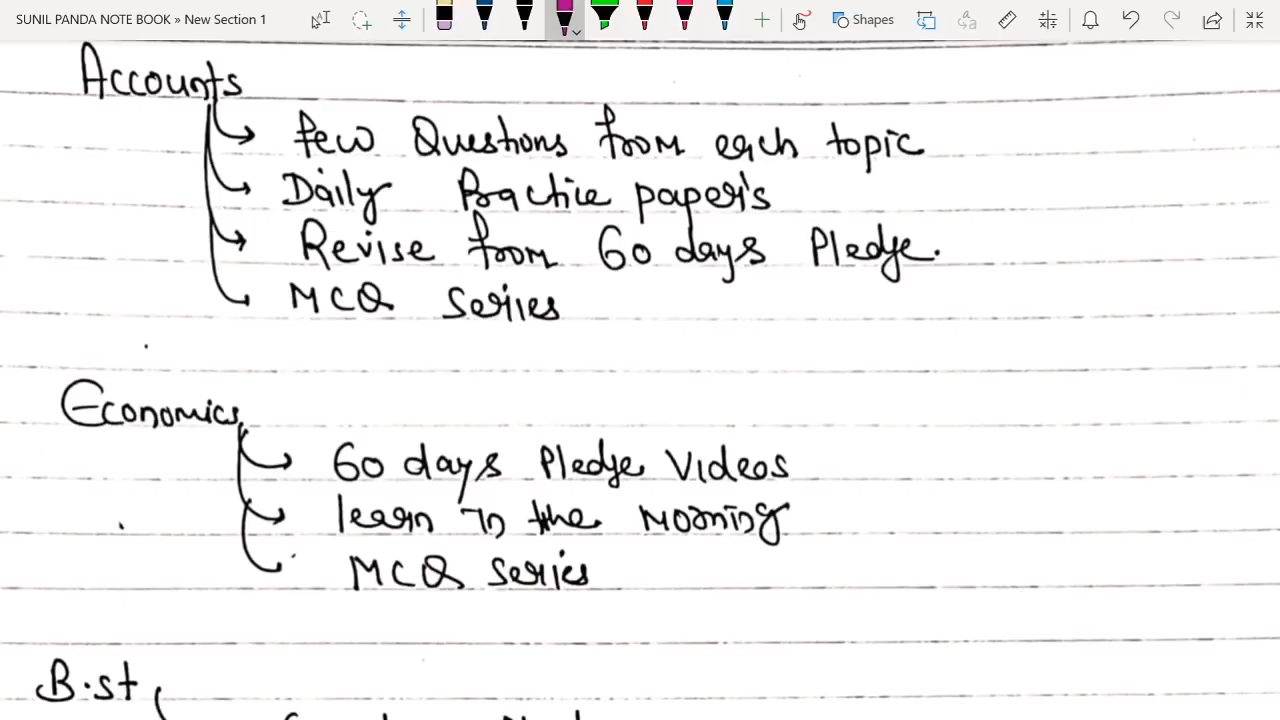 SUNIL PANDA NOTE BOOK » New Section 1
Shapes
Accounts
few Questions from each topic
Daily Practice paper's
Revise from 60 days Pledge.
MCQ Series
Economics
60 days Pledge Videos
learn in the Morning
MCQ Series
B.st